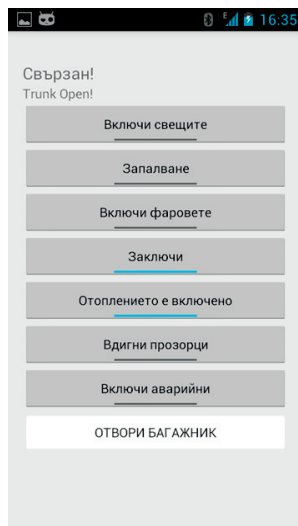 E 16:35
Свързан!
Trunk Open!
Включи свещите
Запалване
Включи фаровете
Заключи
Отоплението е включено
Вдигни прозорци
Включи аварийни
ОТВОРИ БАГАЖНИК